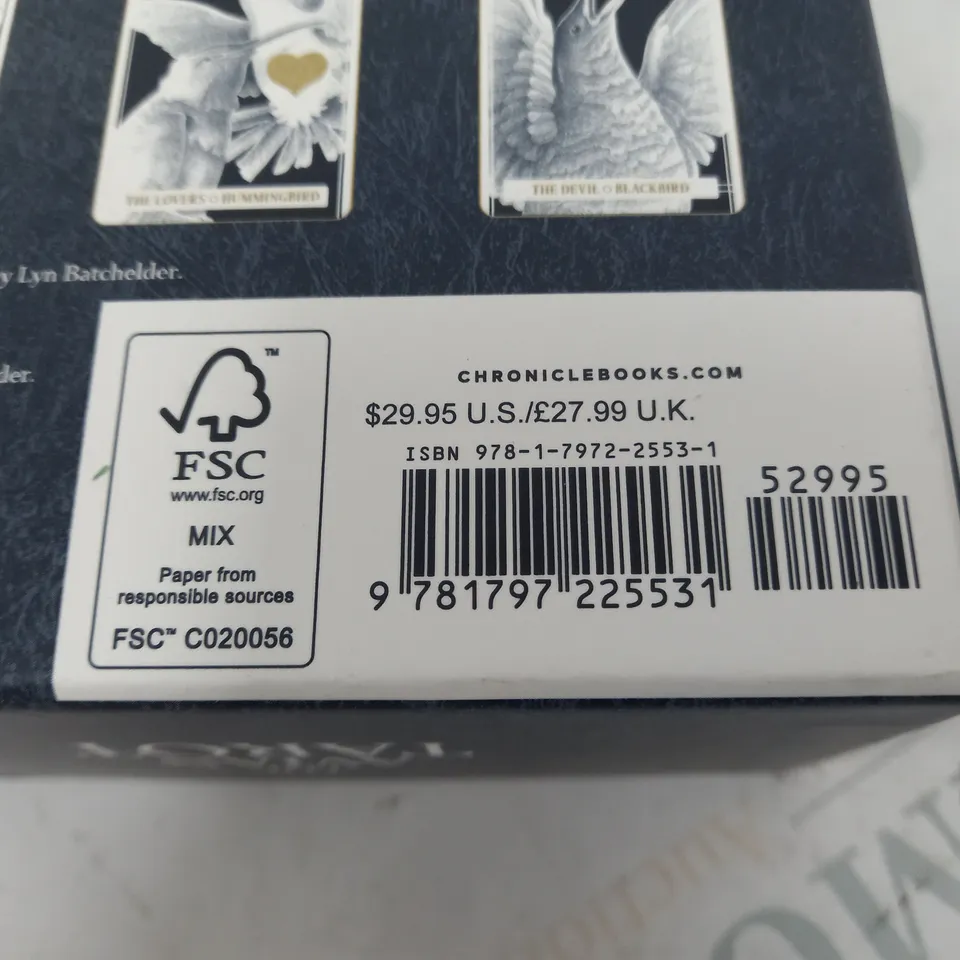 THE LOVERS ○ HUMMINGBIRD
THE DEVIL ○ BLACKBIRD
y Lyn Batchelder.
der.
™
FSC
www.fsc.org
MIX
Paper from
responsible sources
FSC™ C020056
CHRONICLEBOOKS.COM
$29.95 U.S./£27.99 U.K.
ISBN 978-1-7972-2553-1
52995
9 781797 225531